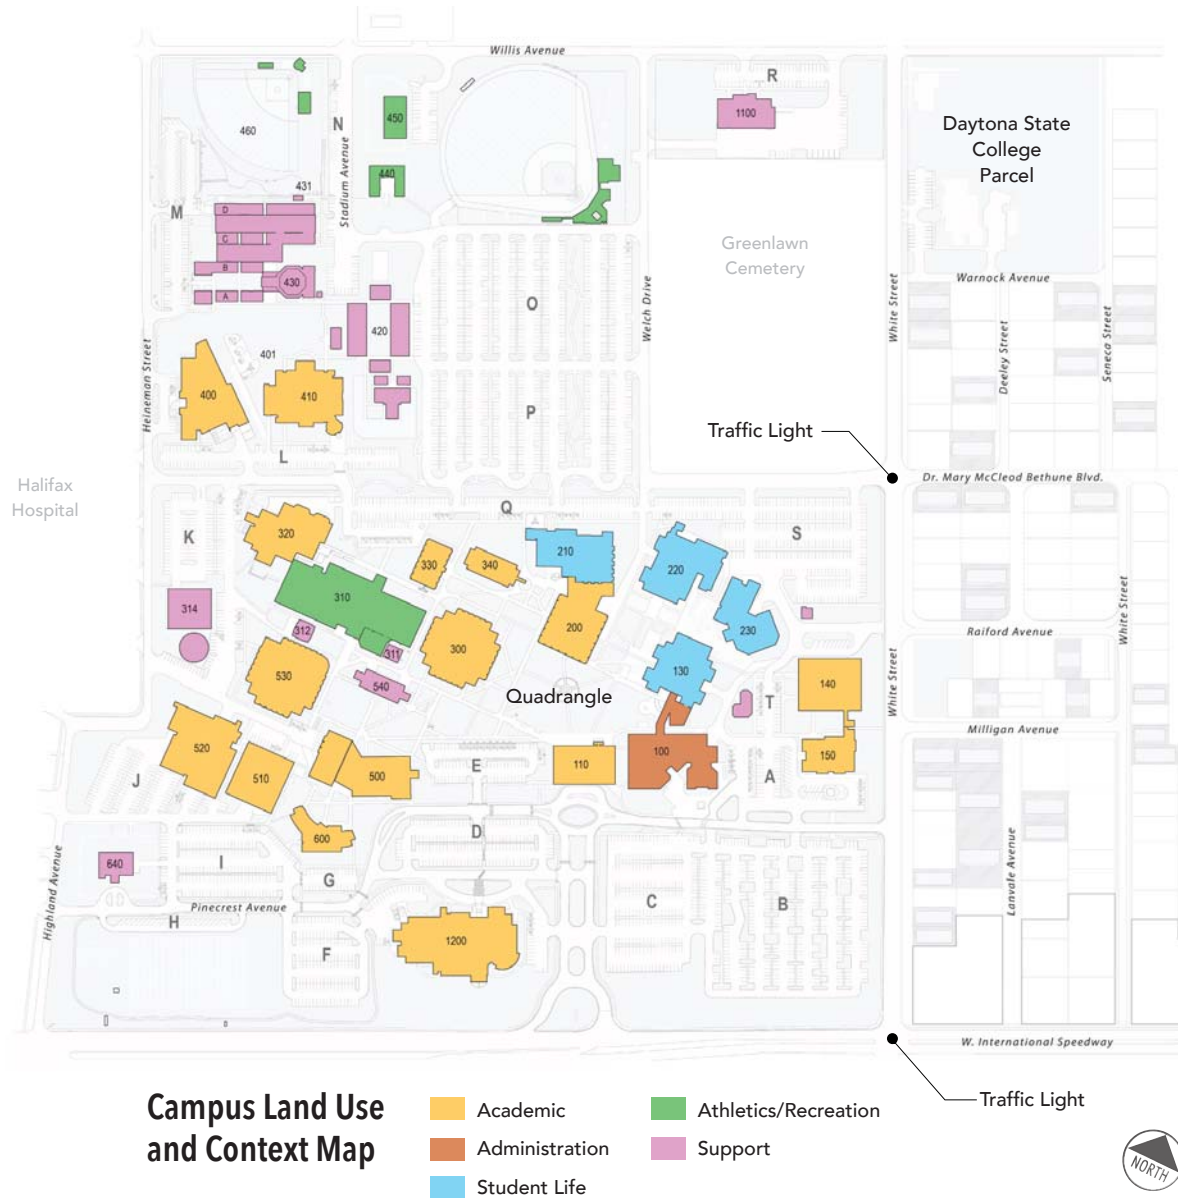 Willis Avenue
R
1100
Daytona State
College
Parcel
460
N
450
Stadium Avenue
440
431
M
D
C
B
A
430
Greenlawn
Cemetery
Warnock Avenue
White Street
Welch Drive
Deeley Street
Seneca Street
O
420
401
Heineman Street
400
410
P
Traffic Light
L
Dr. Mary McCleod Bethune Blvd.
Halifax
Hospital
Q
K
320
330
340
210
220
S
310
314
312
311
300
200
230
White Street
Raiford Avenue
530
540
130
Quadrangle
140
T
White Street
Milligan Avenue
520
510
500
E
110
100
A
150
J
600
D
640
I
G
Highland Avenue
Pinecrest Avenue
H
F
1200
C
B
Lanvale Avenue
W. International Speedway
Traffic Light
Campus Land Use
and Context Map
Academic
Administration
Student Life
Athletics/Recreation
Support
NORTH